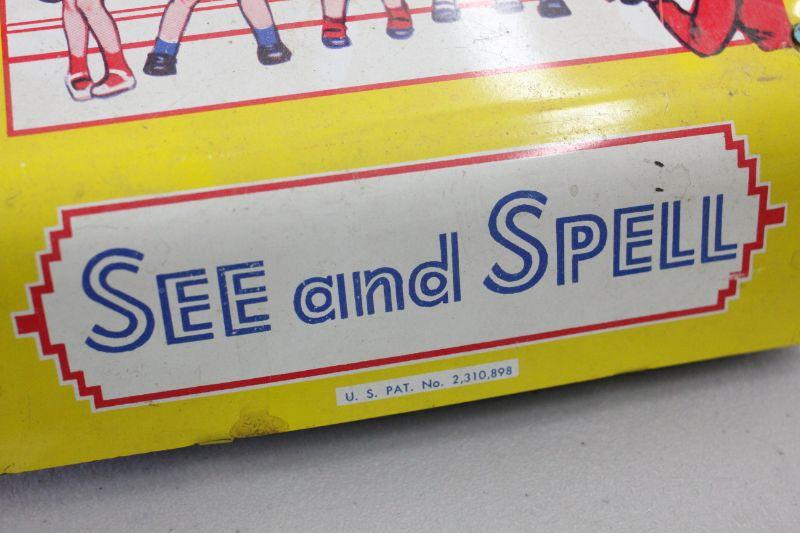 SEE and SPELL
U. S. PAT. No. 2,310,898